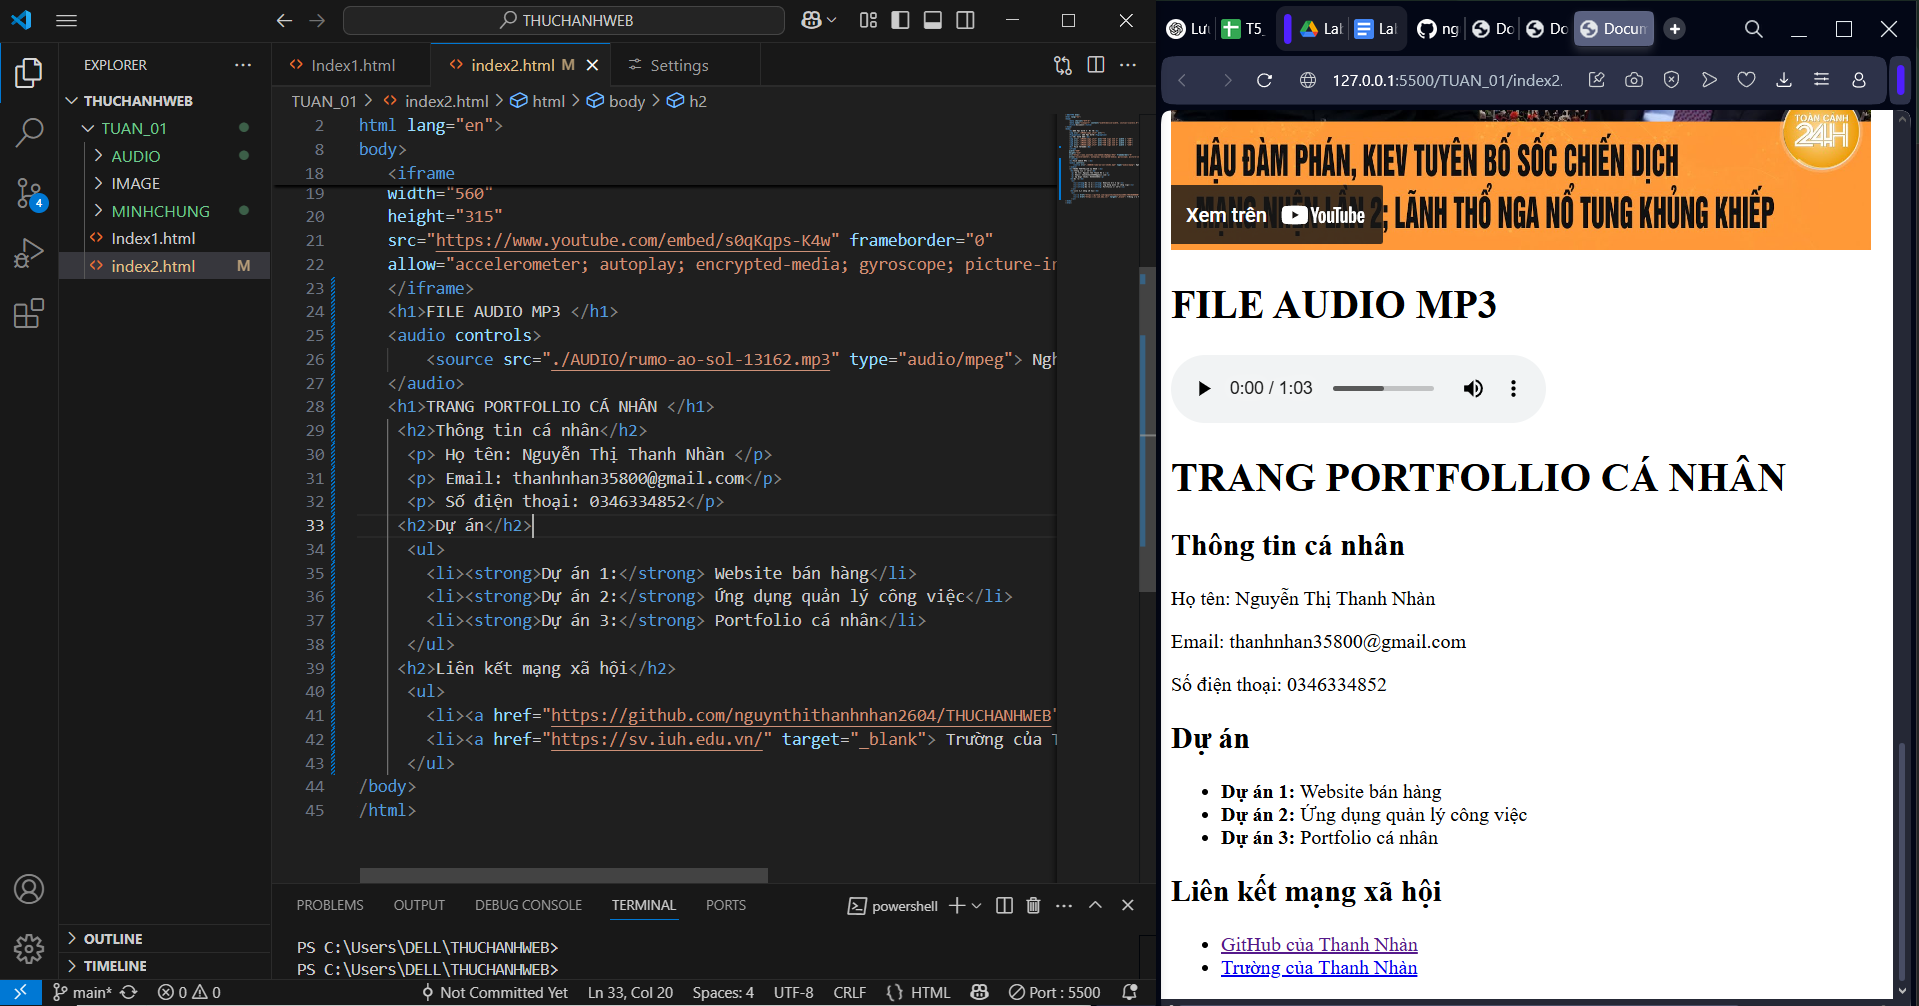 THUCHANHWEB
EXPLORER
THUCHANHWEB
TUAN_01
AUDIO
IMAGE
MINHCHUNG
Index1.html
index2.html M
OUTLINE
TIMELINE
4
Index1.html
index2.html M
Settings
TUAN_01 > index2.html > html > body > h2
2 html lang="en">
8 body>
18 <iframe
19 width="560"
20 height="315"
21 src="https://www.youtube.com/embed/s0qKqps-K4w" frameborder="0"
22 allow="accelerometer; autoplay; encrypted-media; gyroscope; picture-in
23 </iframe>
24 <h1>FILE AUDIO MP3 </h1>
25 <audio controls>
26 <source src="./AUDIO/rumo-ao-sol-13162.mp3" type="audio/mpeg"> Ngh
27 </audio>
28 <h1>TRANG PORTFOLLIO CÁ NHÂN </h1>
29 <h2>Thông tin cá nhân</h2>
30 <p> Họ tên: Nguyễn Thị Thanh Nhàn </p>
31 <p> Email: thanhnhan35800@gmail.com</p>
32 <p> Số điện thoại: 0346334852</p>
33 <h2>Dự án</h2>
34 <ul>
35 <li><strong>Dự án 1:</strong> Website bán hàng</li>
36 <li><strong>Dự án 2:</strong> Ứng dụng quản lý công việc</li>
37 <li><strong>Dự án 3:</strong> Portfolio cá nhân</li>
38 </ul>
39 <h2>Liên kết mạng xã hội</h2>
40 <ul>
41 <li><a href="https://github.com/nguynthithanhnhan2604/THUCHANHWEB"
42 <li><a href="https://sv.iuh.edu.vn/" target="_blank"> Trường của T
43 </ul>
44 /body>
45 /html>
PROBLEMS OUTPUT DEBUG CONSOLE TERMINAL PORTS
powershell
PS C:\Users\DELL\THUCHANHWEB>
PS C:\Users\DELL\THUCHANHWEB>
main* 0 0 Not Committed Yet Ln 33, Col 20 Spaces: 4 UTF-8 CRLF HTML Port : 5500
Lưu T5_ Lab Lab ng Do Do Docum
127.0.0.1:5500/TUAN_01/index2.
TOÀN CẢNH
24H
HẬU ĐÀM PHÁN, KIEV TUYÊN BỐ SỐC CHIẾN DỊCH
MẠNG NHỆN LẦN 2; LÃNH THỔ NGA NỔ TUNG KHỦNG KHIẾP
Xem trên YouTube
FILE AUDIO MP3
0:00 / 1:03
TRANG PORTFOLLIO CÁ NHÂN
Thông tin cá nhân
Họ tên: Nguyễn Thị Thanh Nhàn
Email: thanhnhan35800@gmail.com
Số điện thoại: 0346334852
Dự án
Dự án 1: Website bán hàng
Dự án 2: Ứng dụng quản lý công việc
Dự án 3: Portfolio cá nhân
Liên kết mạng xã hội
GitHub của Thanh Nhàn
Trường của Thanh Nhàn